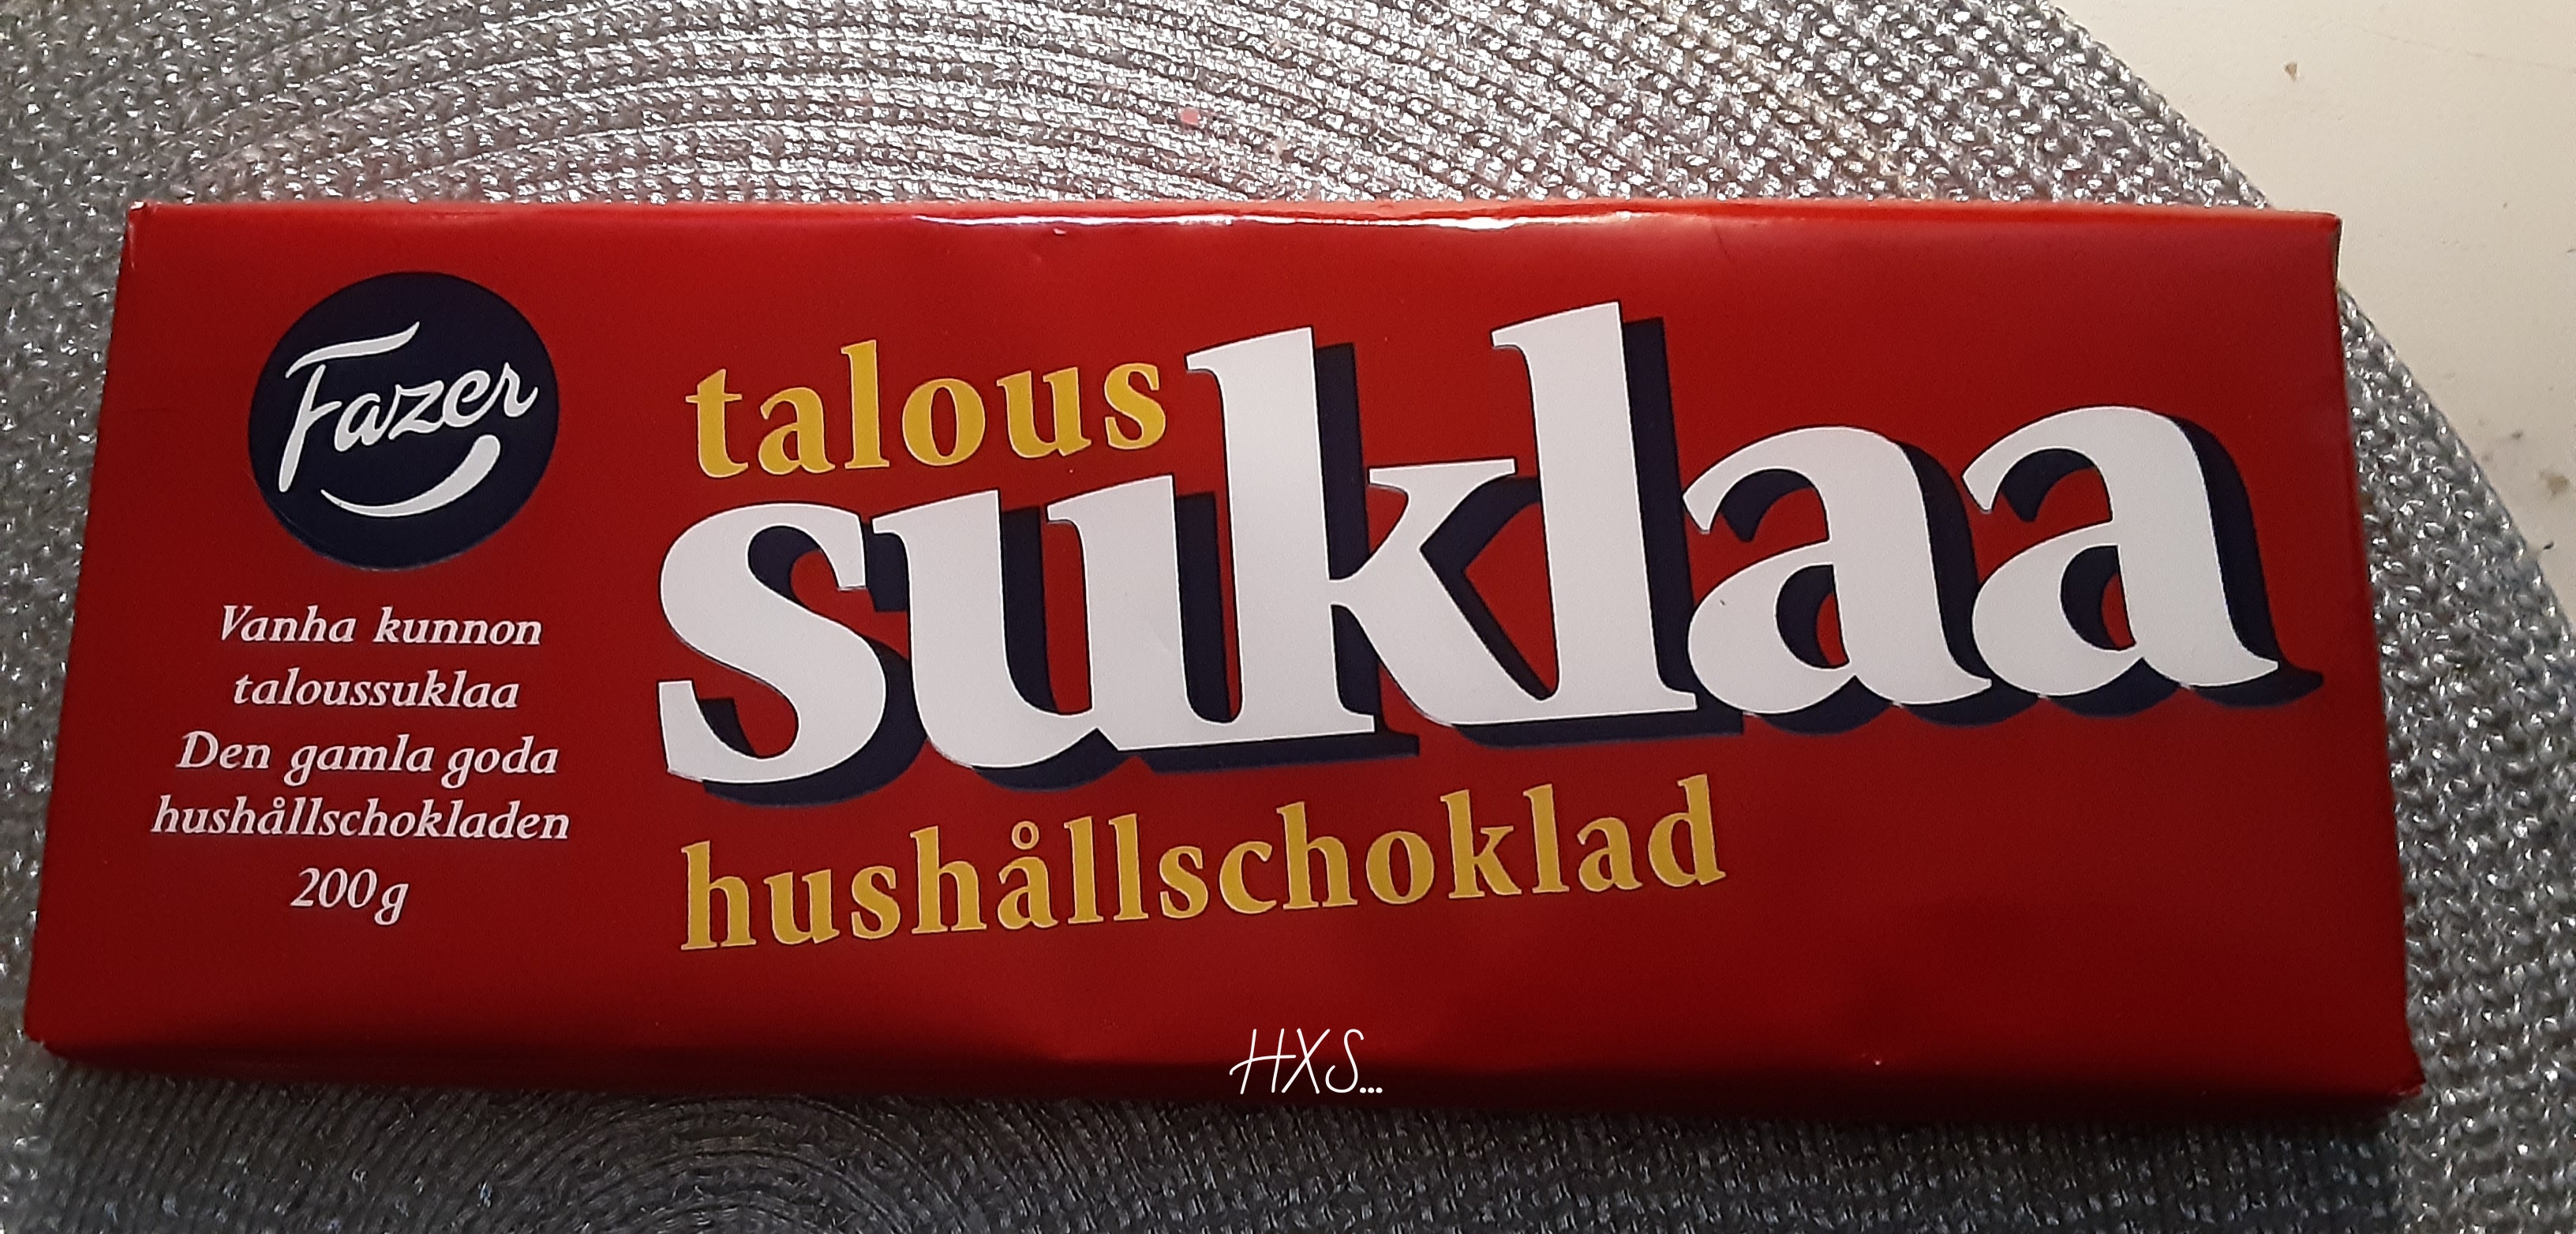 Fazer
Vanha kunnon
taloussuklaa
Den gamla goda
hushållschokladen
200g
talous
suklaa
hushållschoklad
HXS...